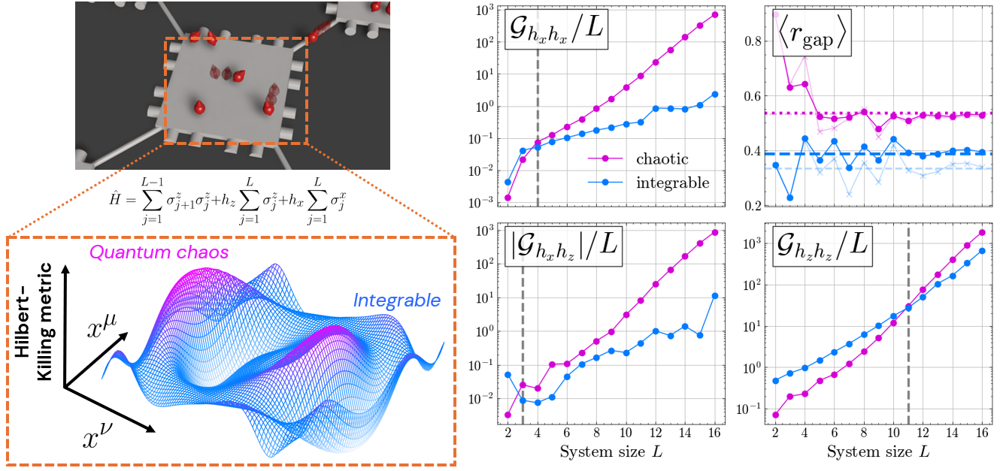 Ĥ = ∑_{j=1}^{L−1} σ^z_{j+1}σ^z_j + h_z ∑_{j=1}^{L} σ^z_j + h_x ∑_{j=1}^{L} σ^x_j
Quantum chaos
Integrable
Hilbert-
Killing metric
x^μ
x^ν
𝒢_{h_x h_x}/L
10^3
10^2
10^1
10^0
10^{−1}
10^{−2}
10^{−3}
chaotic
integrable
⟨r_gap⟩
0.8
0.6
0.4
0.2
|𝒢_{h_x h_z}|/L
10^3
10^2
10^1
10^0
10^{−1}
10^{−2}
2 4 6 8 10 12 14 16
System size L
𝒢_{h_z h_z}/L
10^3
10^2
10^1
10^0
10^{−1}
2 4 6 8 10 12 14 16
System size L